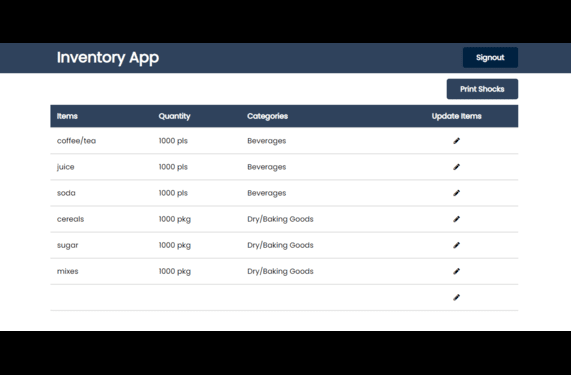 Inventory App
Signout
Print Shocks
Items Quantity Categories Update Items
coffee/tea 1000 pls Beverages
juice 1000 pls Beverages
soda 1000 pls Beverages
cereals 1000 pkg Dry/Baking Goods
sugar 1000 pkg Dry/Baking Goods
mixes 1000 pkg Dry/Baking Goods